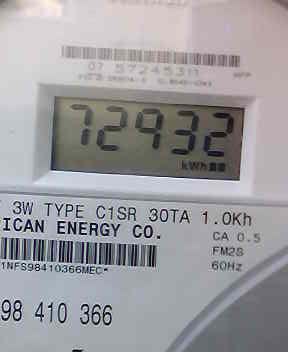 07 57245311
72932
kWh
3W TYPE C1SR 30TA 1.0Kh
ICAN ENERGY CO.
CA 0.5
FM2S
1NFS98410366MEC*
60Hz
98 410 366